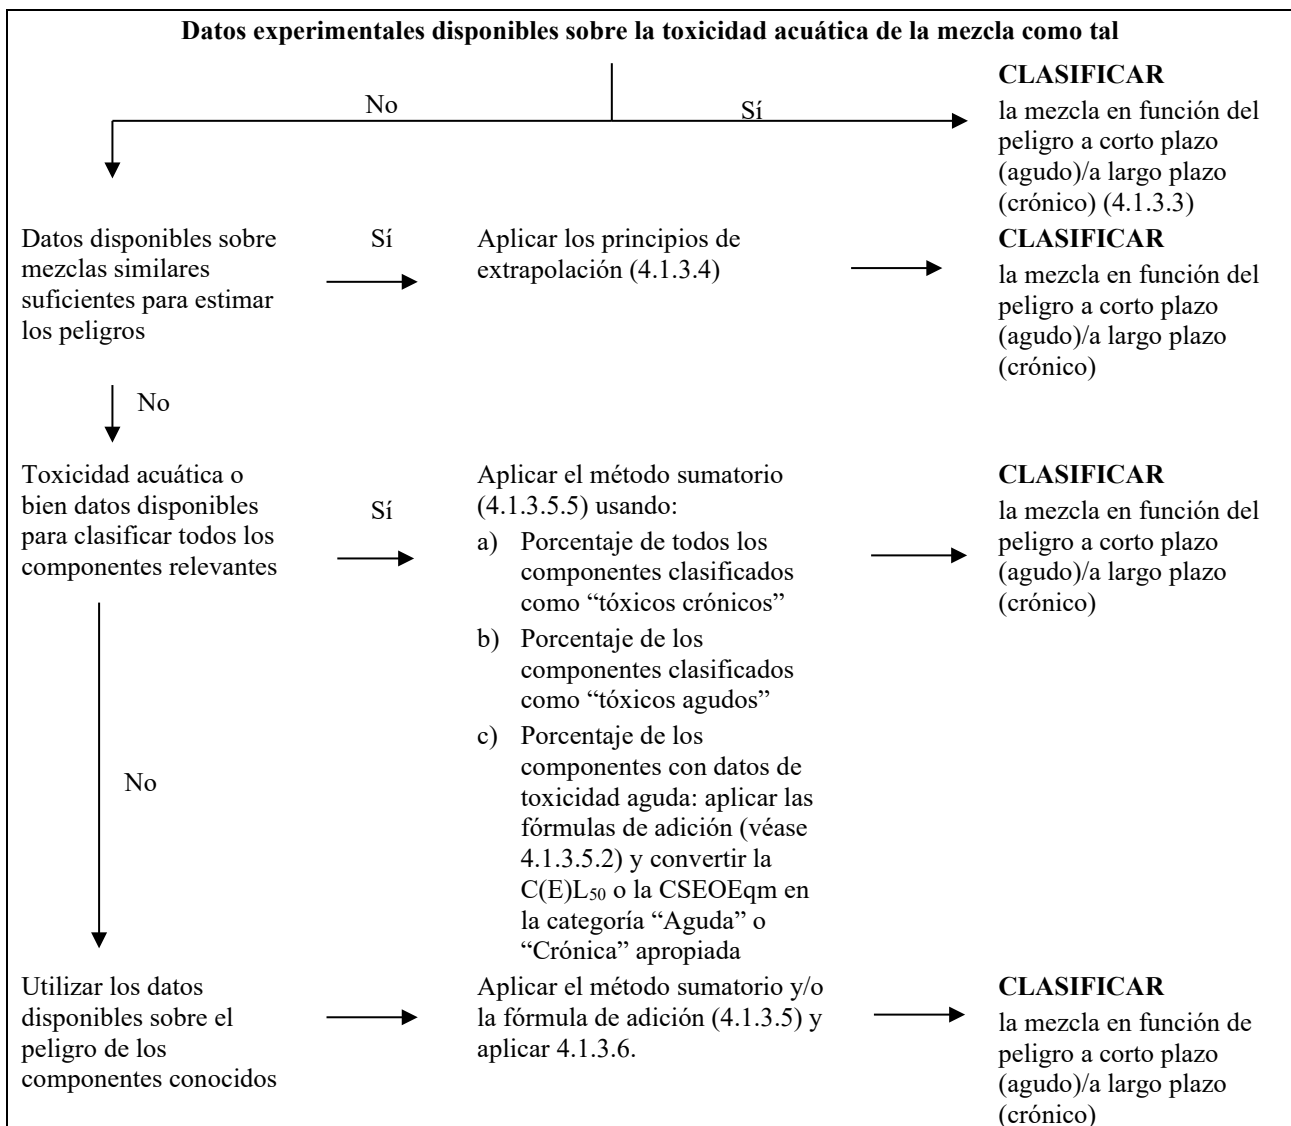 Datos experimentales disponibles sobre la toxicidad acuática de la mezcla como tal
No
Sí
CLASIFICAR
la mezcla en función del
peligro a corto plazo
(agudo)/a largo plazo
(crónico) (4.1.3.3)
Datos disponibles sobre
mezclas similares
suficientes para estimar
los peligros
Sí
Aplicar los principios de
extrapolación (4.1.3.4)
CLASIFICAR
la mezcla en función del
peligro a corto plazo
(agudo)/a largo plazo
(crónico)
No
Toxicidad acuática o
bien datos disponibles
para clasificar todos los
componentes relevantes
Sí
Aplicar el método sumatorio
(4.1.3.5.5) usando:
a) Porcentaje de todos los
componentes clasificados
como “tóxicos crónicos”
b) Porcentaje de los
componentes clasificados
como “tóxicos agudos”
c) Porcentaje de los
componentes con datos de
toxicidad aguda: aplicar las
fórmulas de adición (véase
4.1.3.5.2) y convertir la
C(E)L50 o la CSEOEqm en
la categoría “Aguda” o
“Crónica” apropiada
CLASIFICAR
la mezcla en función del
peligro a corto plazo
(agudo)/a largo plazo
(crónico)
No
Utilizar los datos
disponibles sobre el
peligro de los
componentes conocidos
Aplicar el método sumatorio y/o
la fórmula de adición (4.1.3.5) y
aplicar 4.1.3.6.
CLASIFICAR
la mezcla en función de
peligro a corto plazo
(agudo)/a largo plazo
(crónico)